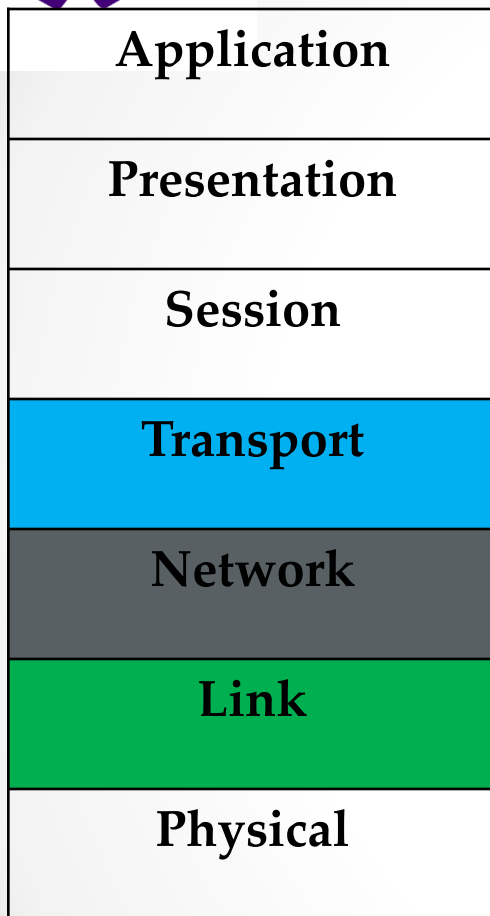 Application
Presentation
Session
Transport
Network
Link
Physical